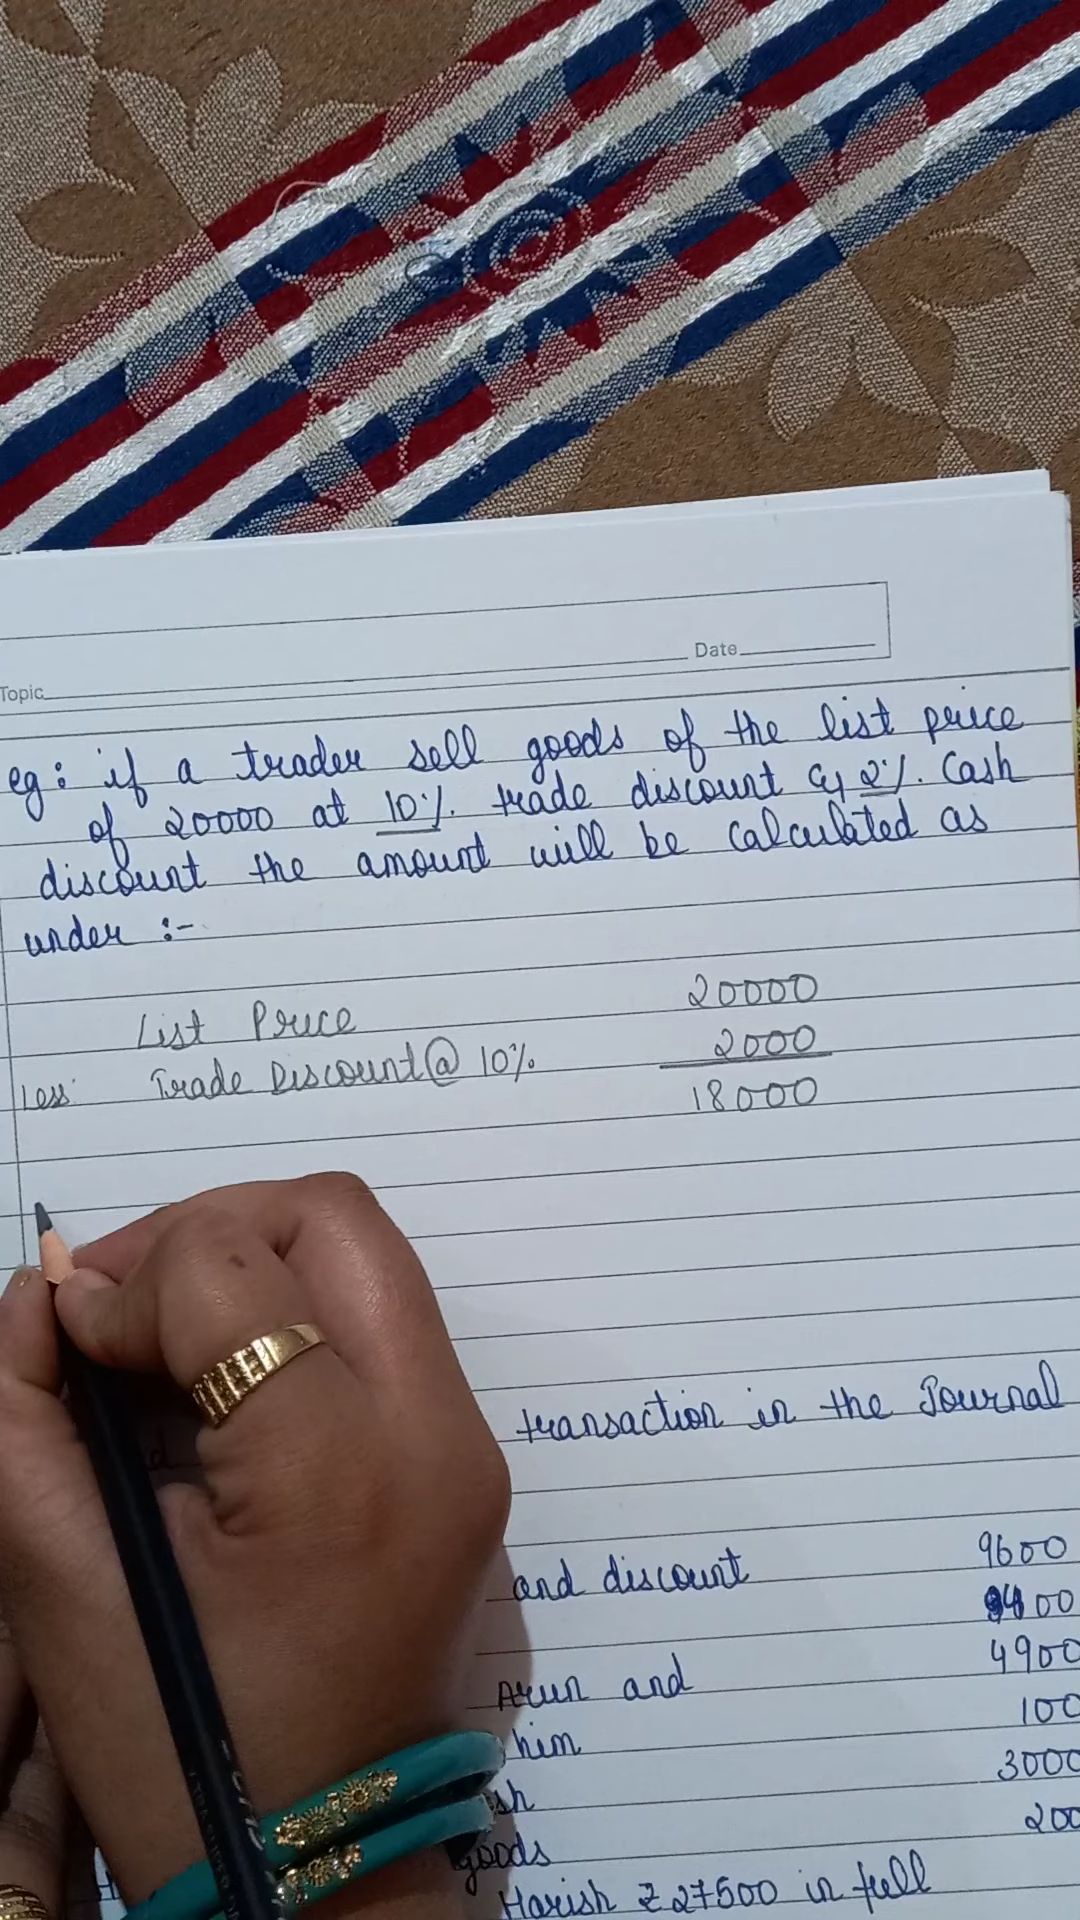 Topic Date
eg: if a trader sell goods of the list price
of 20000 at 10%. trade discount & 2%. Cash
discount the amount will be calculated as
under :-
List Price 20000
Less: Trade Discount@ 10% 2000
18000
transaction in the Journal
and discount 9600
400
Arun and 4900
him 100
sh 3000
goods 200
Harish ₹27500 in full